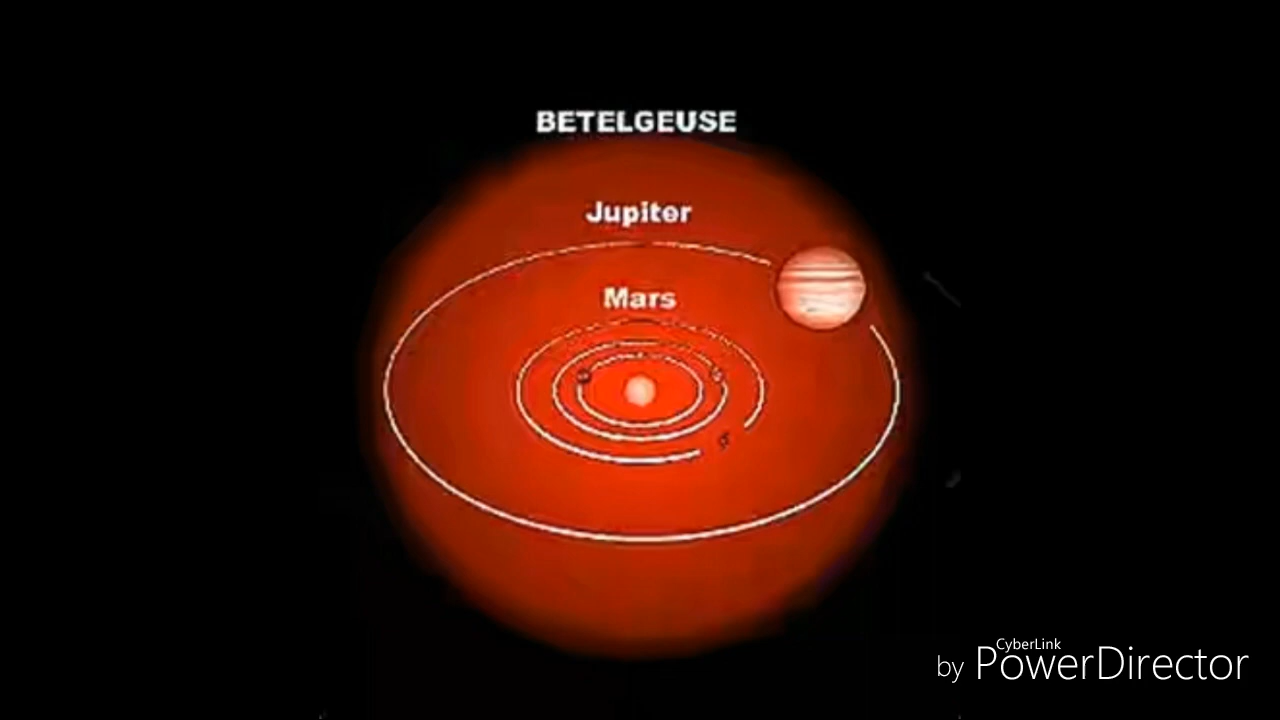 BETELGEUSE
Jupiter
Mars
CyberLink
by PowerDirector